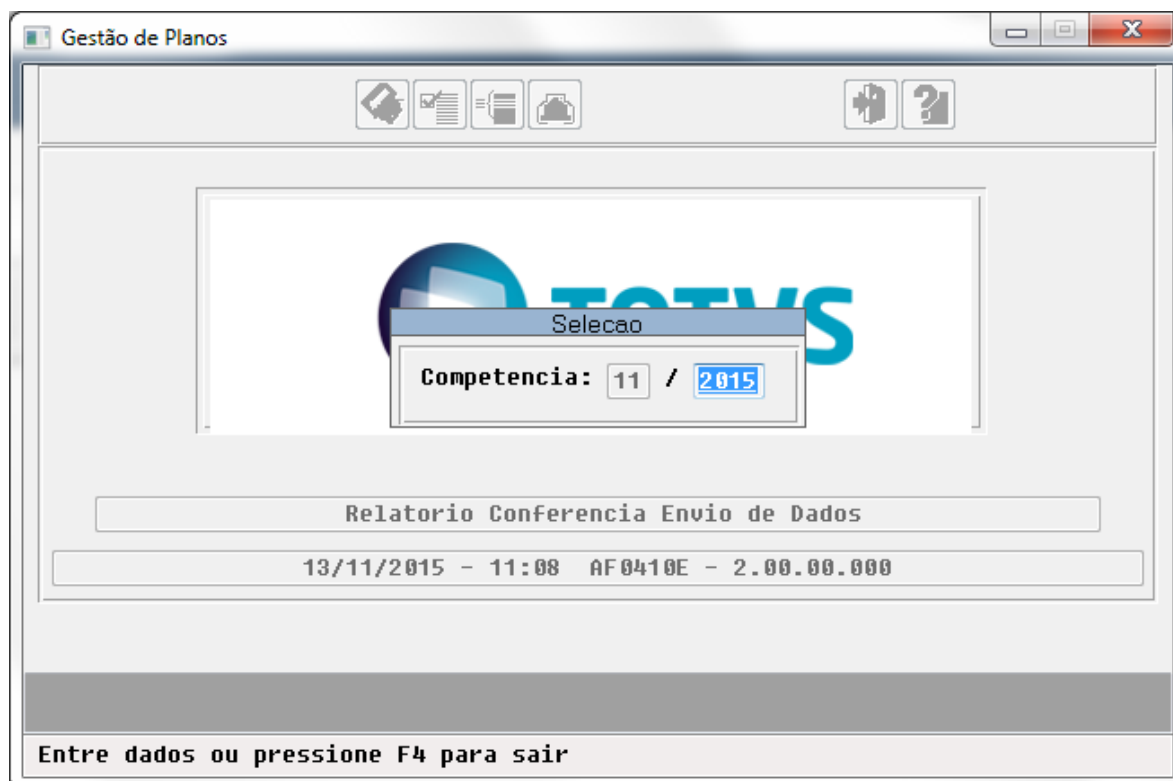 Gestão de Planos
TOTVS
Selecao
Competencia: 11 / 2015
Relatorio Conferencia Envio de Dados
13/11/2015 - 11:08 AF0410E - 2.00.00.000
Entre dados ou pressione F4 para sair